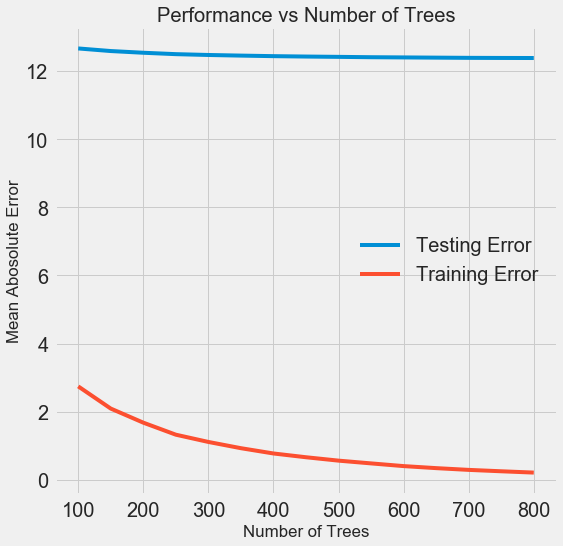 Performance vs Number of Trees
Mean Abosolute Error
12
10
8
6
4
2
0
Testing Error
Training Error
100 200 300 400 500 600 700 800
Number of Trees